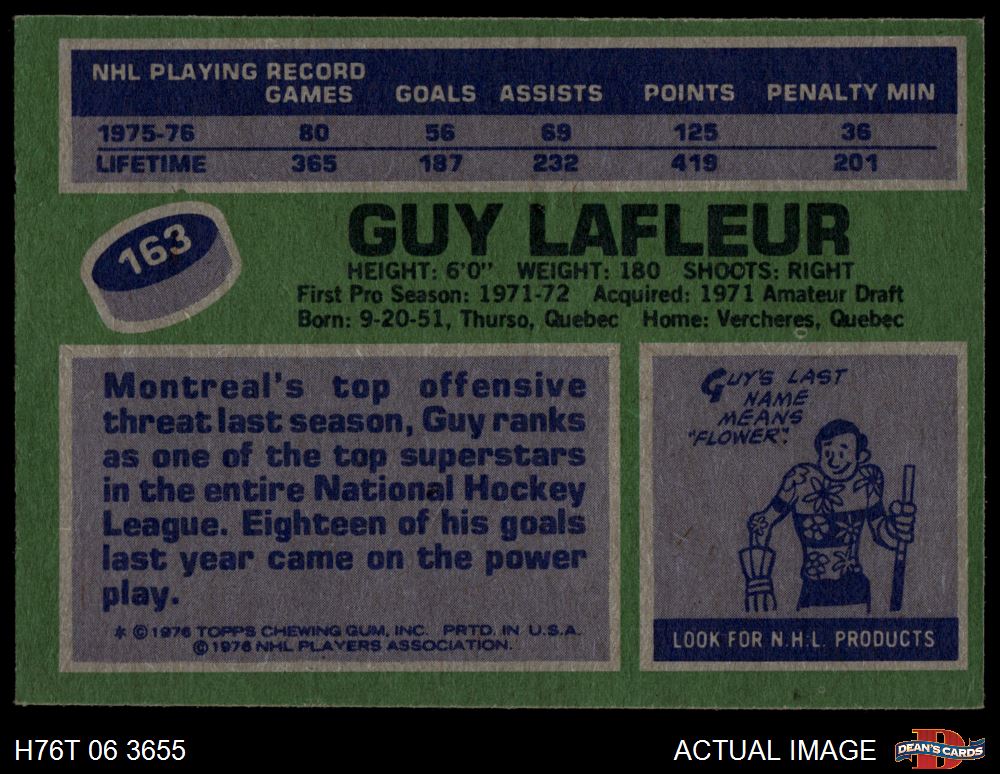 NHL PLAYING RECORD
GAMES GOALS ASSISTS POINTS PENALTY MIN
1975-76 80 56 69 125 36
LIFETIME 365 187 232 419 201
163
GUY LAFLEUR
HEIGHT: 6'0" WEIGHT: 180 SHOOTS: RIGHT
First Pro Season: 1971-72 Acquired: 1971 Amateur Draft
Born: 9-20-51, Thurso, Quebec Home: Vercheres, Quebec
Montreal's top offensive
threat last season, Guy ranks
as one of the top superstars
in the entire National Hockey
League. Eighteen of his goals
last year came on the power
play.
* © 1976 TOPPS CHEWING GUM, INC. PRTD. IN U.S.A.
© 1976 NHL PLAYERS ASSOCIATION.
GUY'S LAST
NAME
MEANS
"FLOWER".
LOOK FOR N.H.L. PRODUCTS
H76T 06 3655
ACTUAL IMAGE
D
DEAN'S CARDS